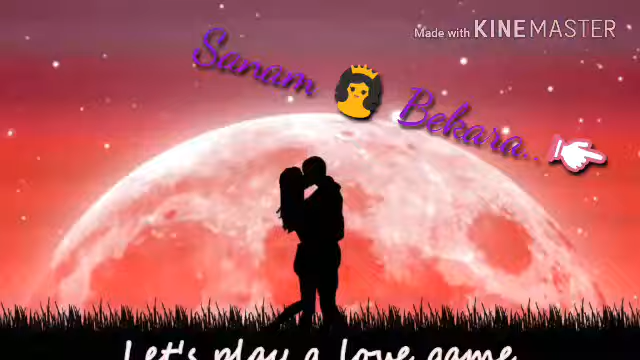 Made with KINEMASTER
Sanam 👸 Bekara.. 👉
Let's play a love game